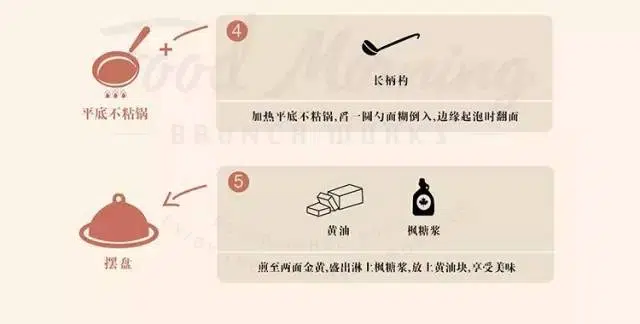 4
长柄杓
平底不粘锅
加热平底不粘锅,舀一圆勺面糊倒入,边缘起泡时翻面
Good Morning
BRUNCH WORKS
5
黄油
枫糖浆
摆盘
煎至两面金黄,盛出淋上枫糖浆,放上黄油块,享受美味